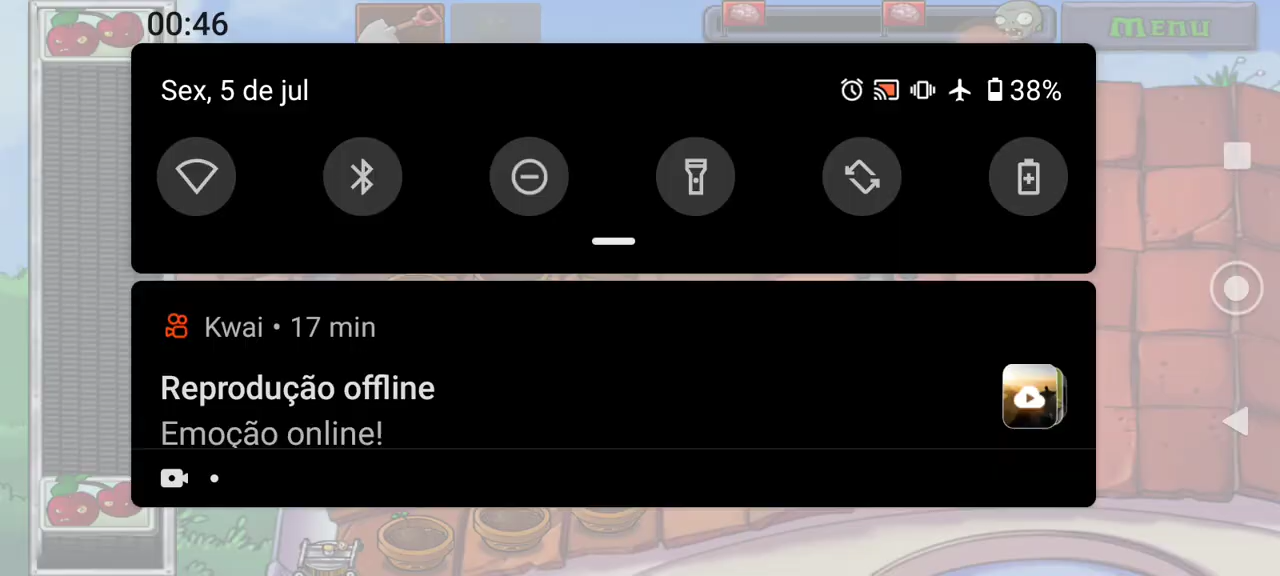 00:46
MENU
Sex, 5 de jul
38%
Kwai • 17 min
Reprodução offline
Emoção online!